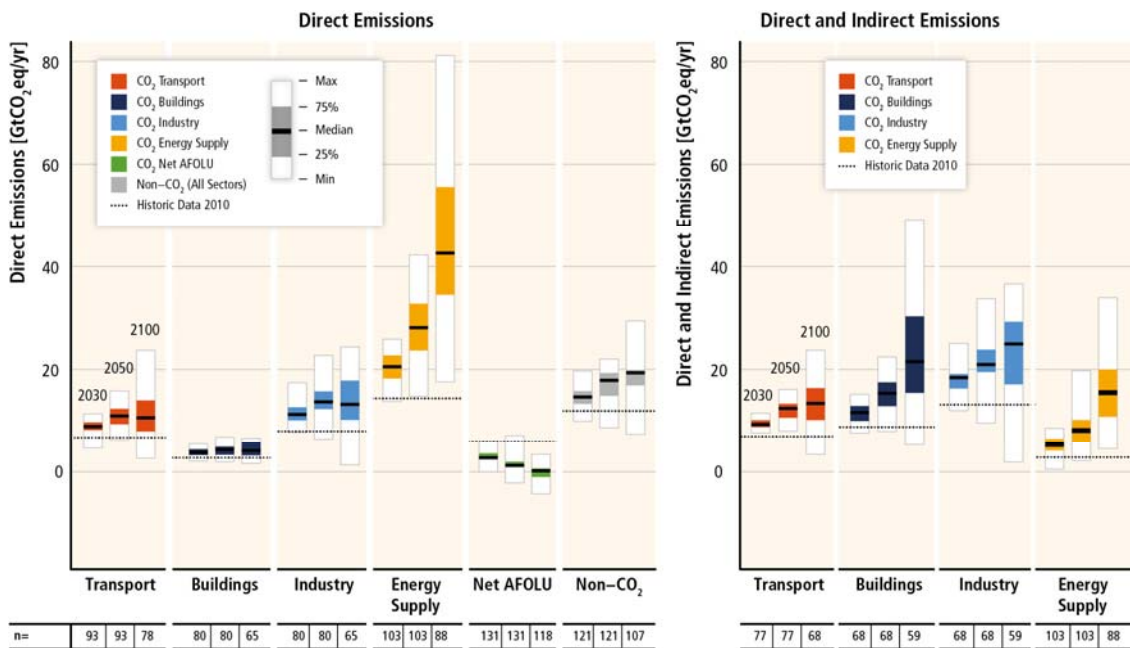 Direct Emissions
Direct and Indirect Emissions
Direct Emissions [GtCO₂eq/yr]
80
60
40
20
0
CO₂ Transport
CO₂ Buildings
CO₂ Industry
CO₂ Energy Supply
CO₂ Net AFOLU
Non–CO₂ (All Sectors)
Historic Data 2010
Max
75%
Median
25%
Min
2030
2050
2100
Transport
Buildings
Industry
Energy
Supply
Net AFOLU
Non–CO₂
n=
93 93 78 80 80 65 80 80 65 103 103 88 131 131 118 121 121 107
Direct and Indirect Emissions [GtCO₂eq/yr]
80
60
40
20
0
CO₂ Transport
CO₂ Buildings
CO₂ Industry
CO₂ Energy Supply
Historic Data 2010
2030
2050
2100
Transport
Buildings
Industry
Energy
Supply
77 77 68 68 68 59 68 68 59 103 103 88